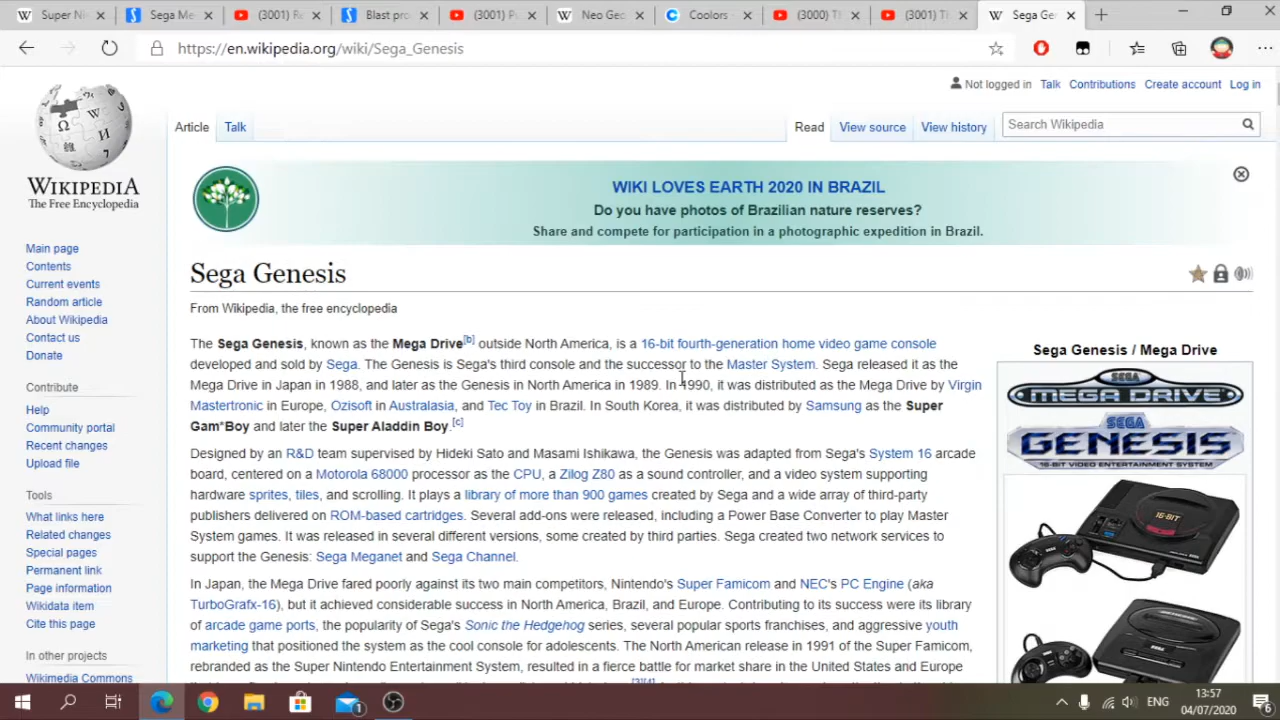 Super Ni
Sega Me
(3001) Ra
Blast pro
(3001) P
Neo Geo
Coolors -
(3000) Ti
(3001) Ti
Sega Gen
https://en.wikipedia.org/wiki/Sega_Genesis
Not logged in Talk Contributions Create account Log in
Article Talk Read View source View history Search Wikipedia
WIKIPEDIA
The Free Encyclopedia
Main page
Contents
Current events
Random article
About Wikipedia
Contact us
Donate
Contribute
Help
Community portal
Recent changes
Upload file
Tools
What links here
Related changes
Special pages
Permanent link
Page information
Wikidata item
Cite this page
In other projects
Wikimedia Commons
WIKI LOVES EARTH 2020 IN BRAZIL
Do you have photos of Brazilian nature reserves?
Share and compete for participation in a photographic expedition in Brazil.
Sega Genesis
From Wikipedia, the free encyclopedia
The Sega Genesis, known as the Mega Drive[b] outside North America, is a 16-bit fourth-generation home video game console
developed and sold by Sega. The Genesis is Sega's third console and the successor to the Master System. Sega released it as the
Mega Drive in Japan in 1988, and later as the Genesis in North America in 1989. In 1990, it was distributed as the Mega Drive by Virgin
Mastertronic in Europe, Ozisoft in Australasia, and Tec Toy in Brazil. In South Korea, it was distributed by Samsung as the Super
Gam*Boy and later the Super Aladdin Boy.[c]
Designed by an R&D team supervised by Hideki Sato and Masami Ishikawa, the Genesis was adapted from Sega's System 16 arcade
board, centered on a Motorola 68000 processor as the CPU, a Zilog Z80 as a sound controller, and a video system supporting
hardware sprites, tiles, and scrolling. It plays a library of more than 900 games created by Sega and a wide array of third-party
publishers delivered on ROM-based cartridges. Several add-ons were released, including a Power Base Converter to play Master
System games. It was released in several different versions, some created by third parties. Sega created two network services to
support the Genesis: Sega Meganet and Sega Channel.
In Japan, the Mega Drive fared poorly against its two main competitors, Nintendo's Super Famicom and NEC's PC Engine (aka
TurboGrafx-16), but it achieved considerable success in North America, Brazil, and Europe. Contributing to its success were its library
of arcade game ports, the popularity of Sega's Sonic the Hedgehog series, several popular sports franchises, and aggressive youth
marketing that positioned the system as the cool console for adolescents. The North American release in 1991 of the Super Famicom,
rebranded as the Super Nintendo Entertainment System, resulted in a fierce battle for market share in the United States and Europe
[3][4]
Sega Genesis / Mega Drive
SEGA
MEGA DRIVE
SEGA
GENESIS
16-BIT VIDEO ENTERTAINMENT SYSTEM
16-BIT
1
ENG
13:57
04/07/2020
6